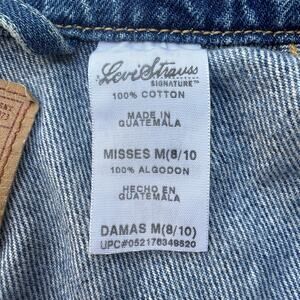 Levi Strauss
SIGNATURE™
100% COTTON
MADE IN
GUATEMALA
MISSES M(8/10
100% ALGODON
HECHO EN
GUATEMALA
DAMAS M(8/10)
UPC#052176349520